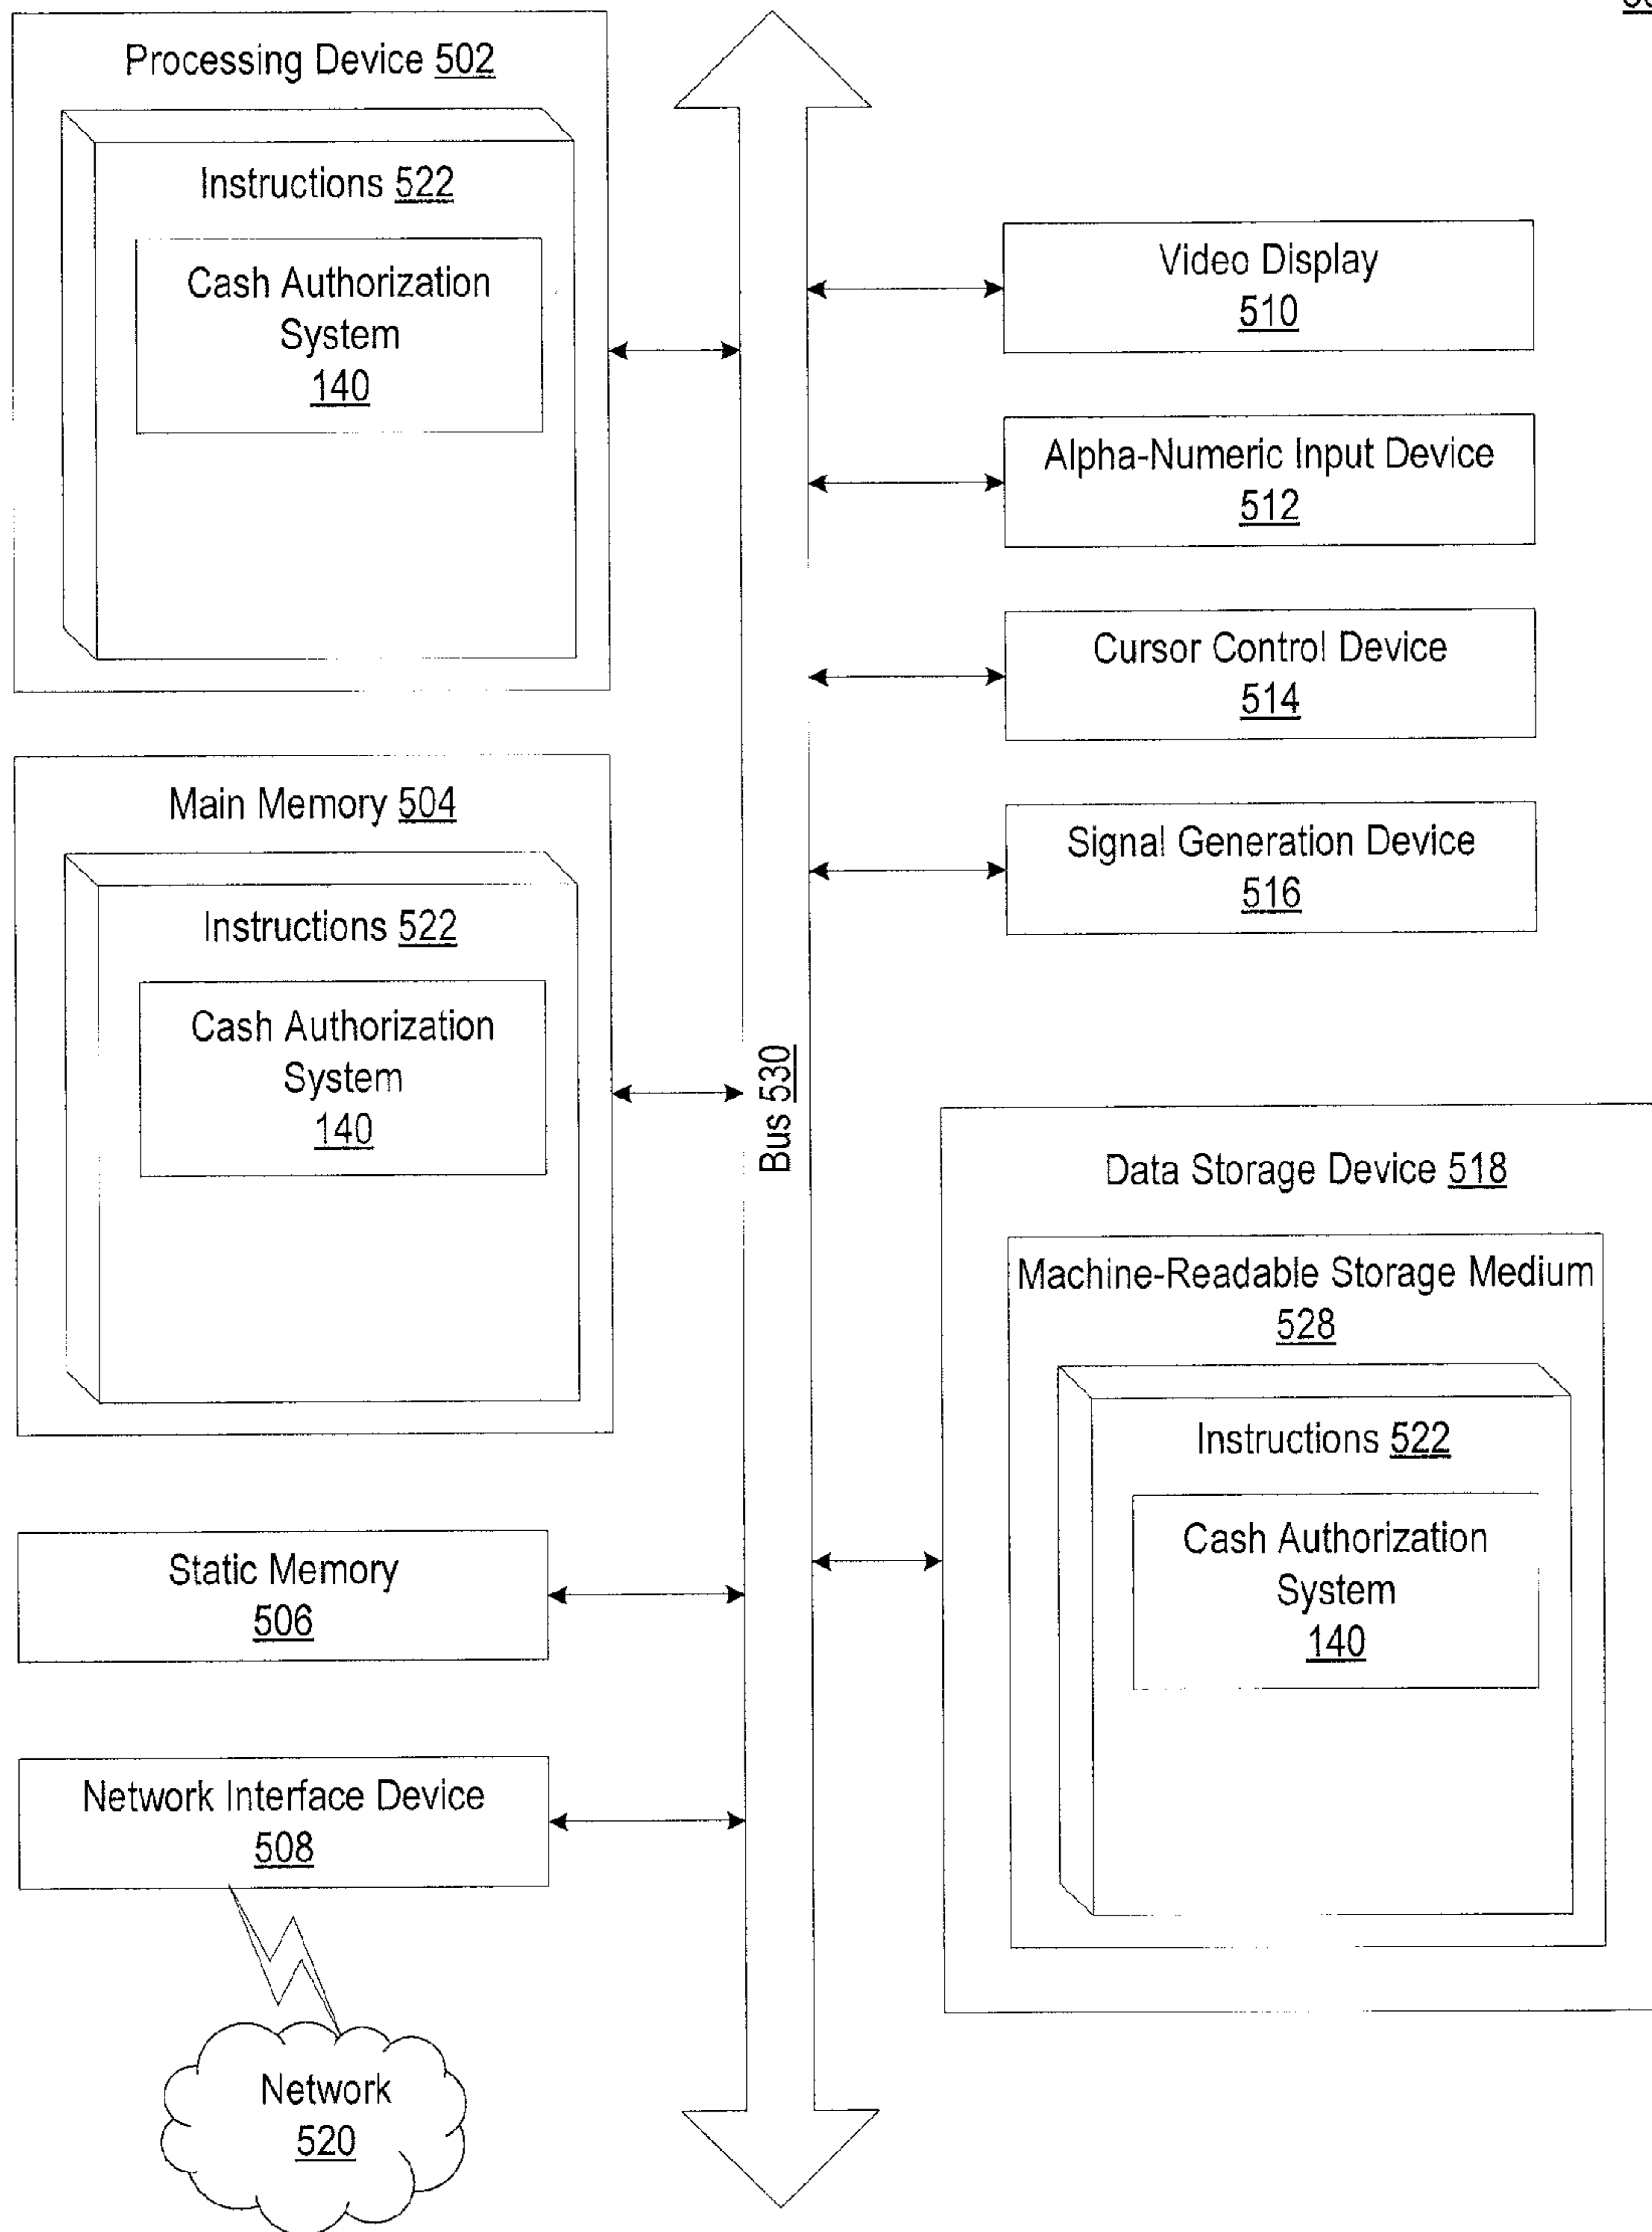 Processing Device 502
Instructions 522
Cash Authorization
System
140
Main Memory 504
Instructions 522
Cash Authorization
System
140
Static Memory
506
Network Interface Device
508
Network
520
Bus 530
Video Display
510
Alpha-Numeric Input Device
512
Cursor Control Device
514
Signal Generation Device
516
Data Storage Device 518
Machine-Readable Storage Medium
528
Instructions 522
Cash Authorization
System
140